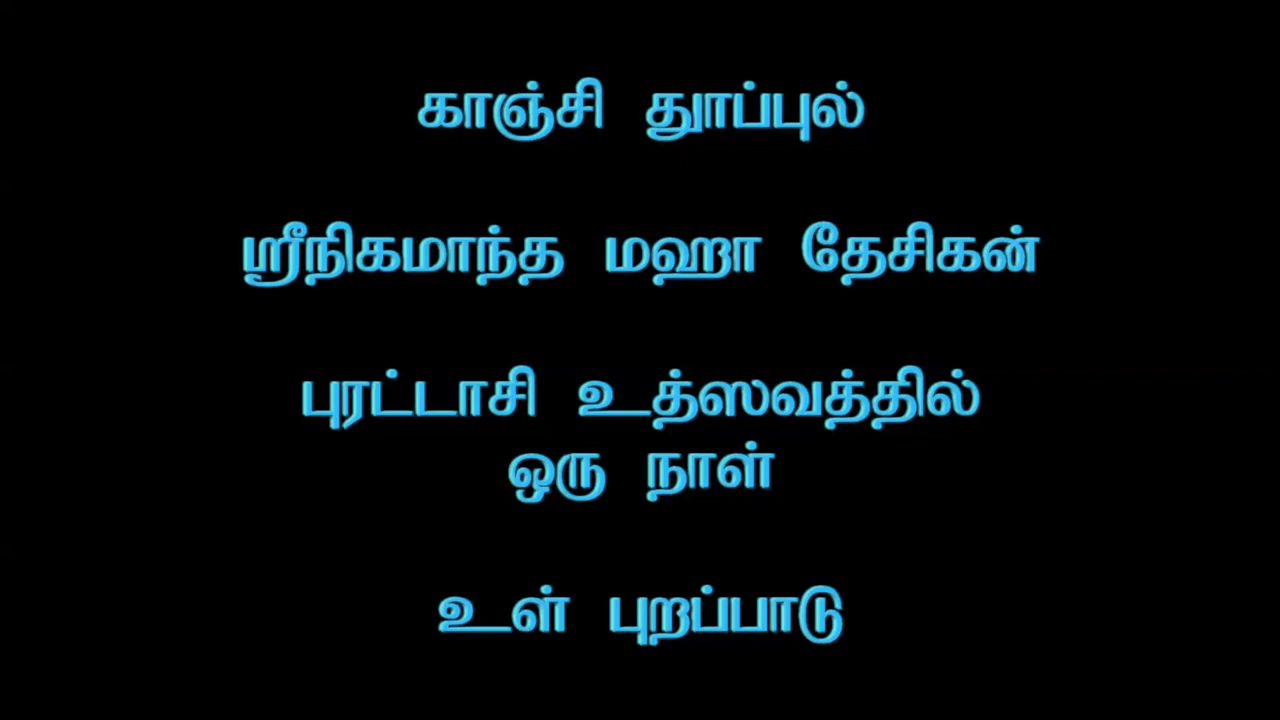 காஞ்சி தூப்புல்
ஸ்ரீநிகமாந்த மஹா தேசிகன்
புரட்டாசி உத்ஸவத்தில்
ஒரு நாள்
உள் புறப்பாடு